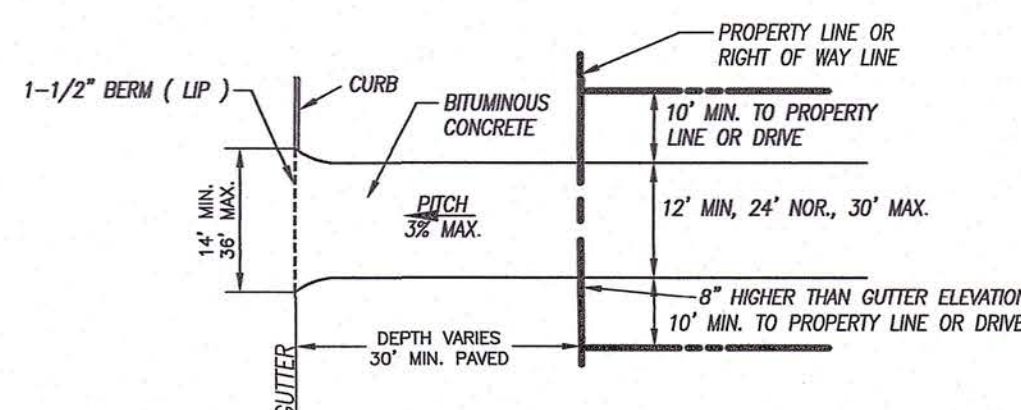 PROPERTY LINE OR
RIGHT OF WAY LINE
1-1/2" BERM ( LIP )
CURB
BITUMINOUS
CONCRETE
10' MIN. TO PROPERTY
LINE OR DRIVE
14' MIN.
36' MAX.
PITCH
3% MAX.
12' MIN, 24' NOR., 30' MAX.
8" HIGHER THAN GUTTER ELEVATION
10' MIN. TO PROPERTY LINE OR DRIVE
DEPTH VARIES
30' MIN. PAVED
GUTTER